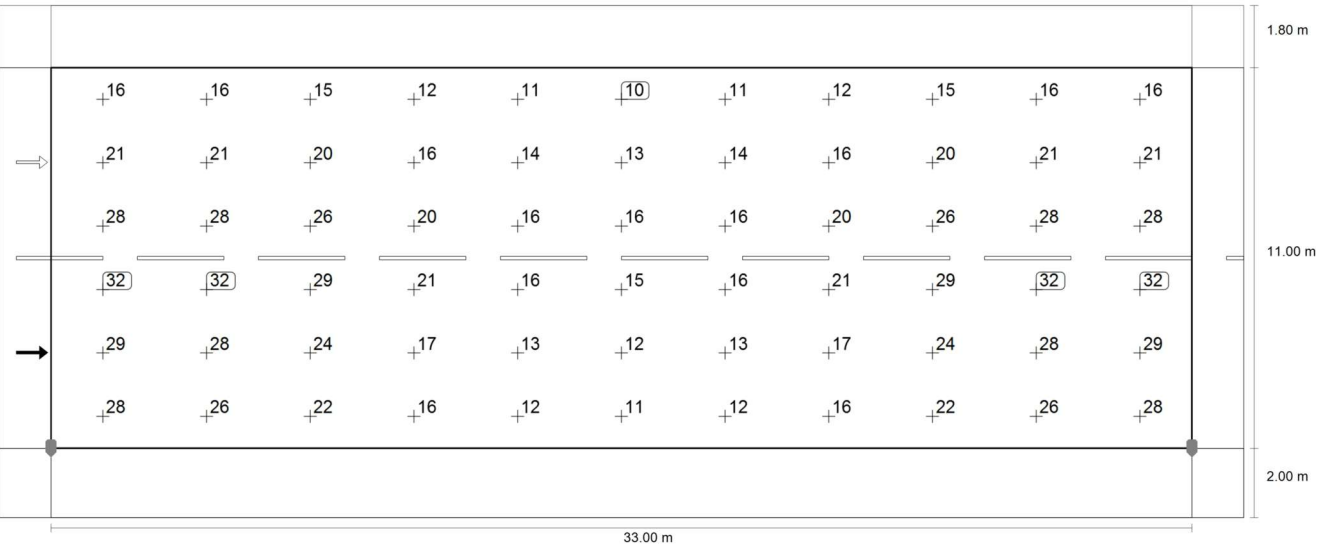 1.80 m
16 16 15 12 11 10 11 12 15 16 16
21 21 20 16 14 13 14 16 20 21 21
28 28 26 20 16 16 16 20 26 28 28
11.00 m
32 32 29 21 16 15 16 21 29 32 32
29 28 24 17 13 12 13 17 24 28 29
28 26 22 16 12 11 12 16 22 26 28
2.00 m
33.00 m